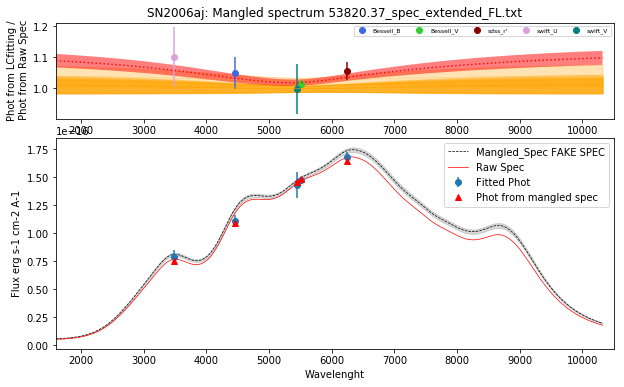 SN2006aj: Mangled spectrum 53820.37_spec_extended_FL.txt
Phot from LCfitting /
Phot from Raw Spec
1.2
1.1
1.0
Bessell_B
Bessell_V
sdss_r'
swift_U
swift_V
2000 3000 4000 5000 6000 7000 8000 9000 10000
1e-16
Flux erg s-1 cm-2 A-1
1.75
1.50
1.25
1.00
0.75
0.50
0.25
0.00
Mangled_Spec FAKE SPEC
Raw Spec
Fitted Phot
Phot from mangled spec
2000 3000 4000 5000 6000 7000 8000 9000 10000
Wavelenght